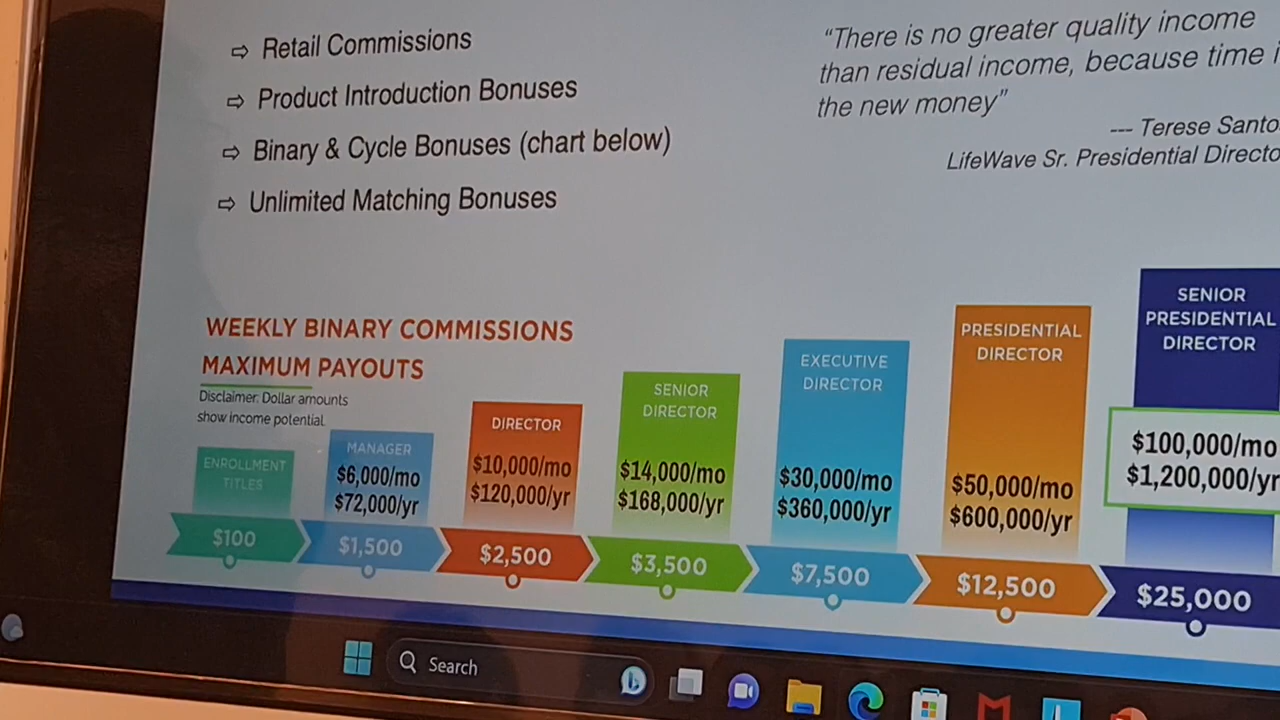 ⇨ Retail Commissions
⇨ Product Introduction Bonuses
⇨ Binary & Cycle Bonuses (chart below)
⇨ Unlimited Matching Bonuses
“There is no greater quality income
than residual income, because time i
the new money”
--- Terese Santo
LifeWave Sr. Presidential Directo
WEEKLY BINARY COMMISSIONS
MAXIMUM PAYOUTS
Disclaimer: Dollar amounts
show income potential.
ENROLLMENT
TITLES
$100
MANAGER
$6,000/mo
$72,000/yr
$1,500
DIRECTOR
$10,000/mo
$120,000/yr
$2,500
SENIOR
DIRECTOR
$14,000/mo
$168,000/yr
$3,500
EXECUTIVE
DIRECTOR
$30,000/mo
$360,000/yr
$7,500
PRESIDENTIAL
DIRECTOR
$50,000/mo
$600,000/yr
$12,500
SENIOR
PRESIDENTIAL
DIRECTOR
$100,000/mo
$1,200,000/yr
$25,000
Search